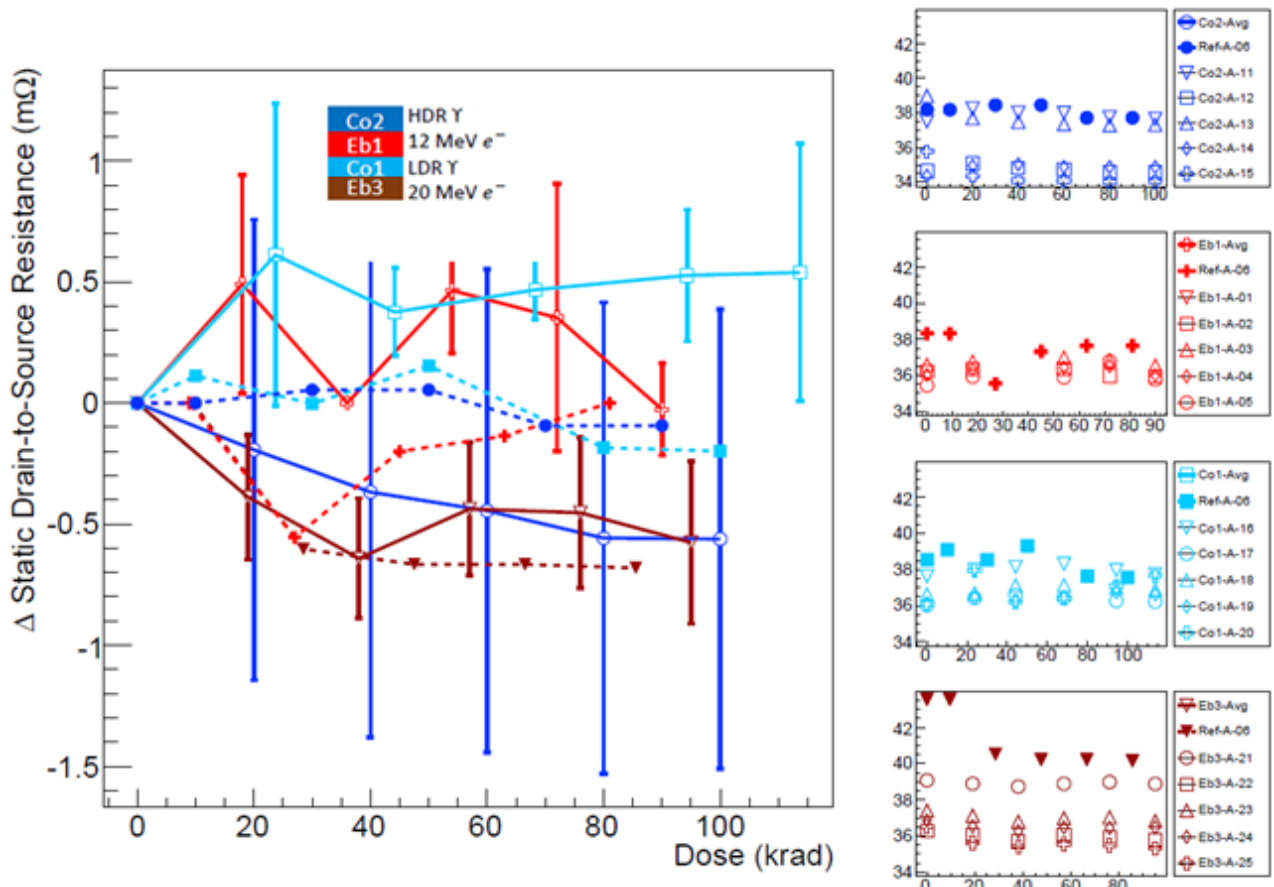 Δ Static Drain-to-Source Resistance (mΩ)
1
0.5
0
-0.5
-1
-1.5
0 20 40 60 80 100
Dose (krad)
Co2 HDR ϒ
Eb1 12 MeV e−
Co1 LDR ϒ
Eb3 20 MeV e−
42
40
38
36
34
0 20 40 60 80 100
Co2-Avg
Ref-A-06
Co2-A-11
Co2-A-12
Co2-A-13
Co2-A-14
Co2-A-15
42
40
38
36
34
0 10 20 30 40 50 60 70 80 90
Eb1-Avg
Ref-A-06
Eb1-A-01
Eb1-A-02
Eb1-A-03
Eb1-A-04
Eb1-A-05
42
40
38
36
34
0 20 40 60 80 100
Co1-Avg
Ref-A-06
Co1-A-16
Co1-A-17
Co1-A-18
Co1-A-19
Co1-A-20
42
40
38
36
34
0 20 40 60 80
Eb3-Avg
Ref-A-06
Eb3-A-21
Eb3-A-22
Eb3-A-23
Eb3-A-24
Eb3-A-25